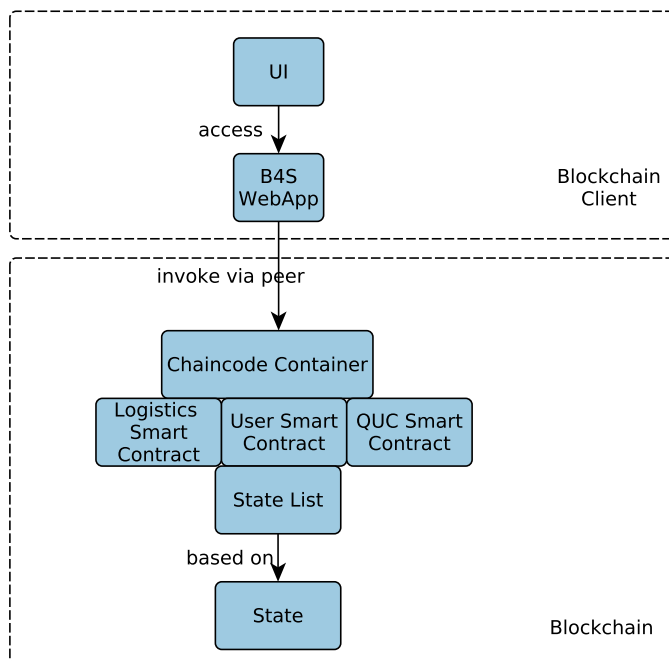 UI
access
B4S
WebApp
Blockchain
Client
invoke via peer
Chaincode Container
Logistics
Smart
Contract
User Smart
Contract
QUC Smart
Contract
State List
based on
State
Blockchain